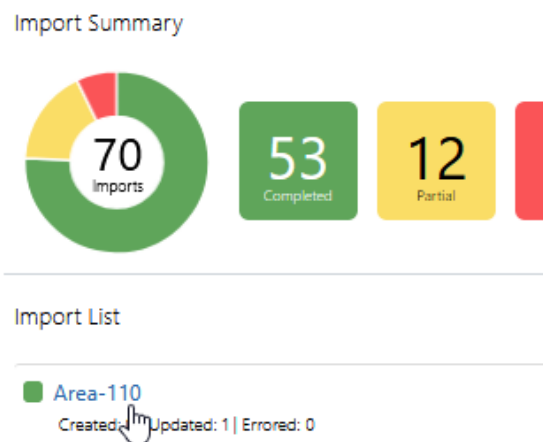 Import Summary
70
Imports
53
Completed
12
Partial
Import List
Area-110
Created: Updated: 1 | Errored: 0